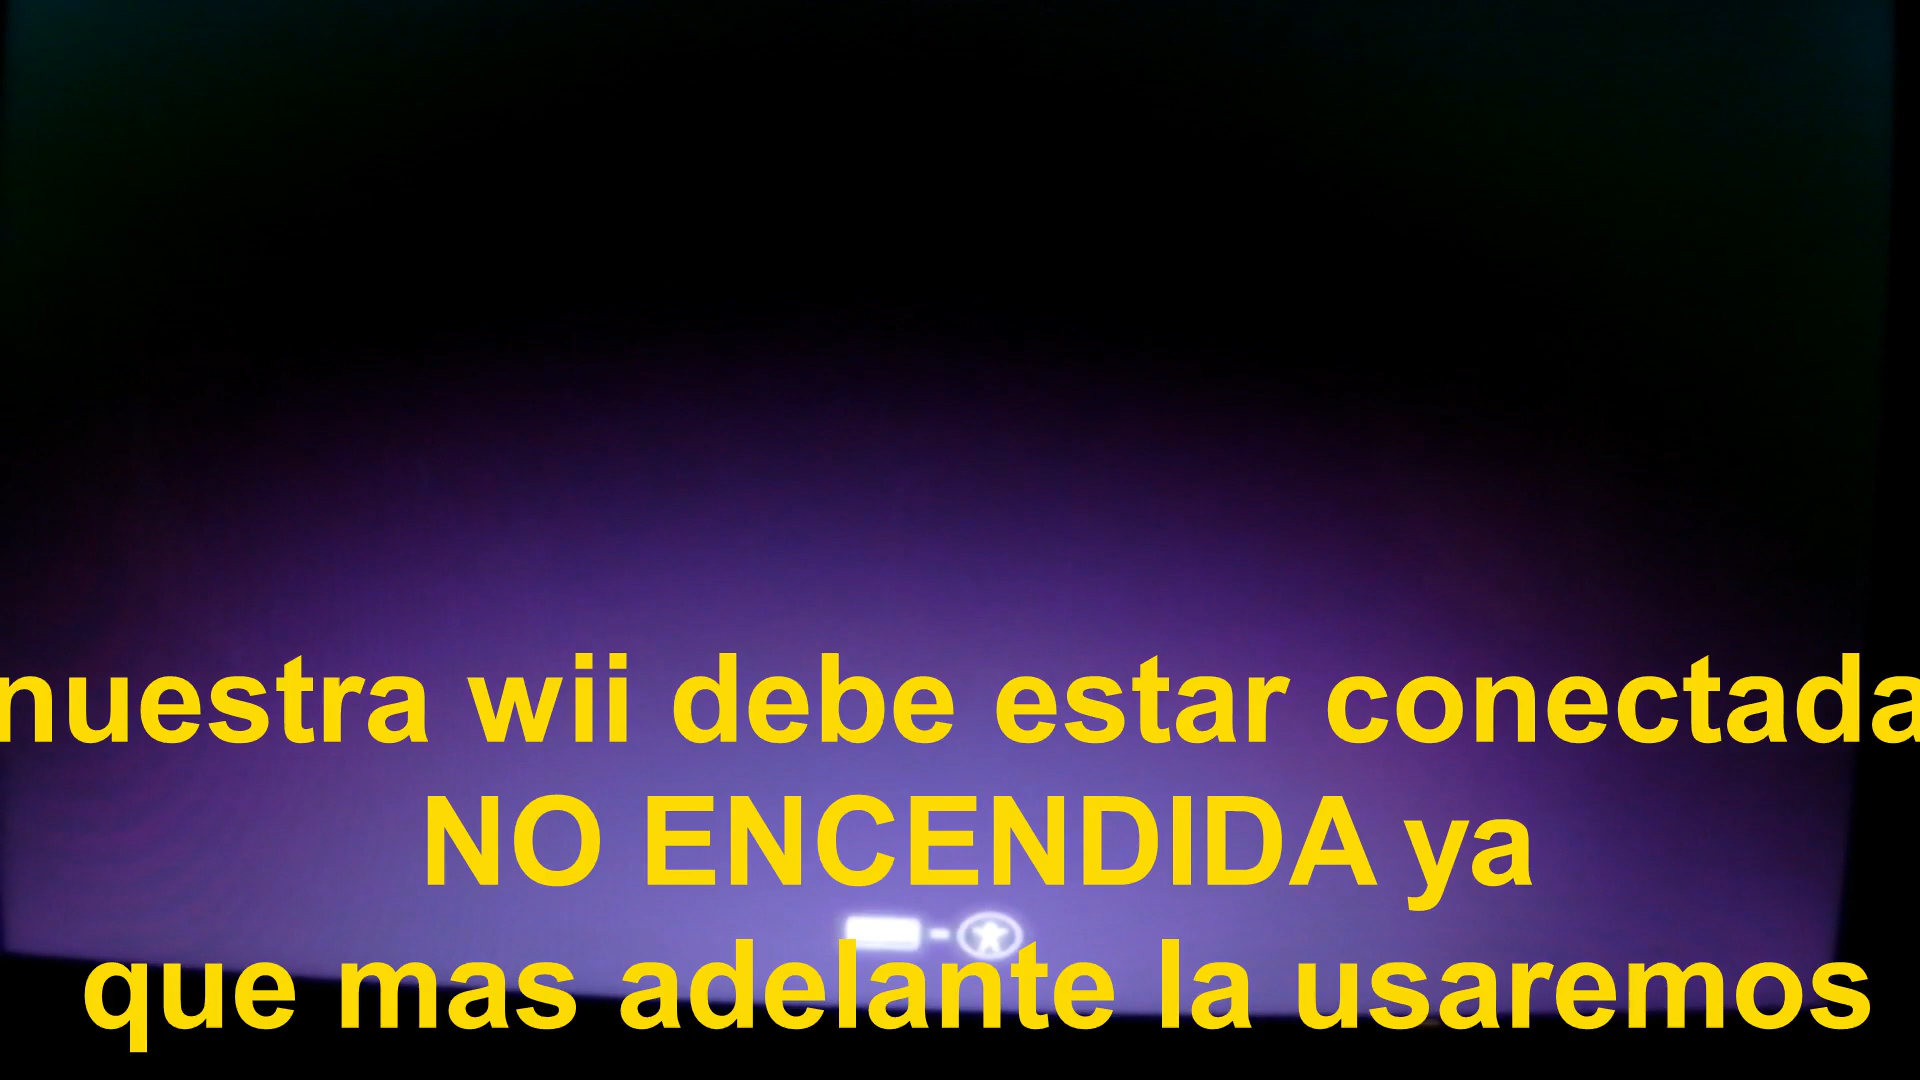 nuestra wii debe estar conectada
NO ENCENDIDA ya
que mas adelante la usaremos